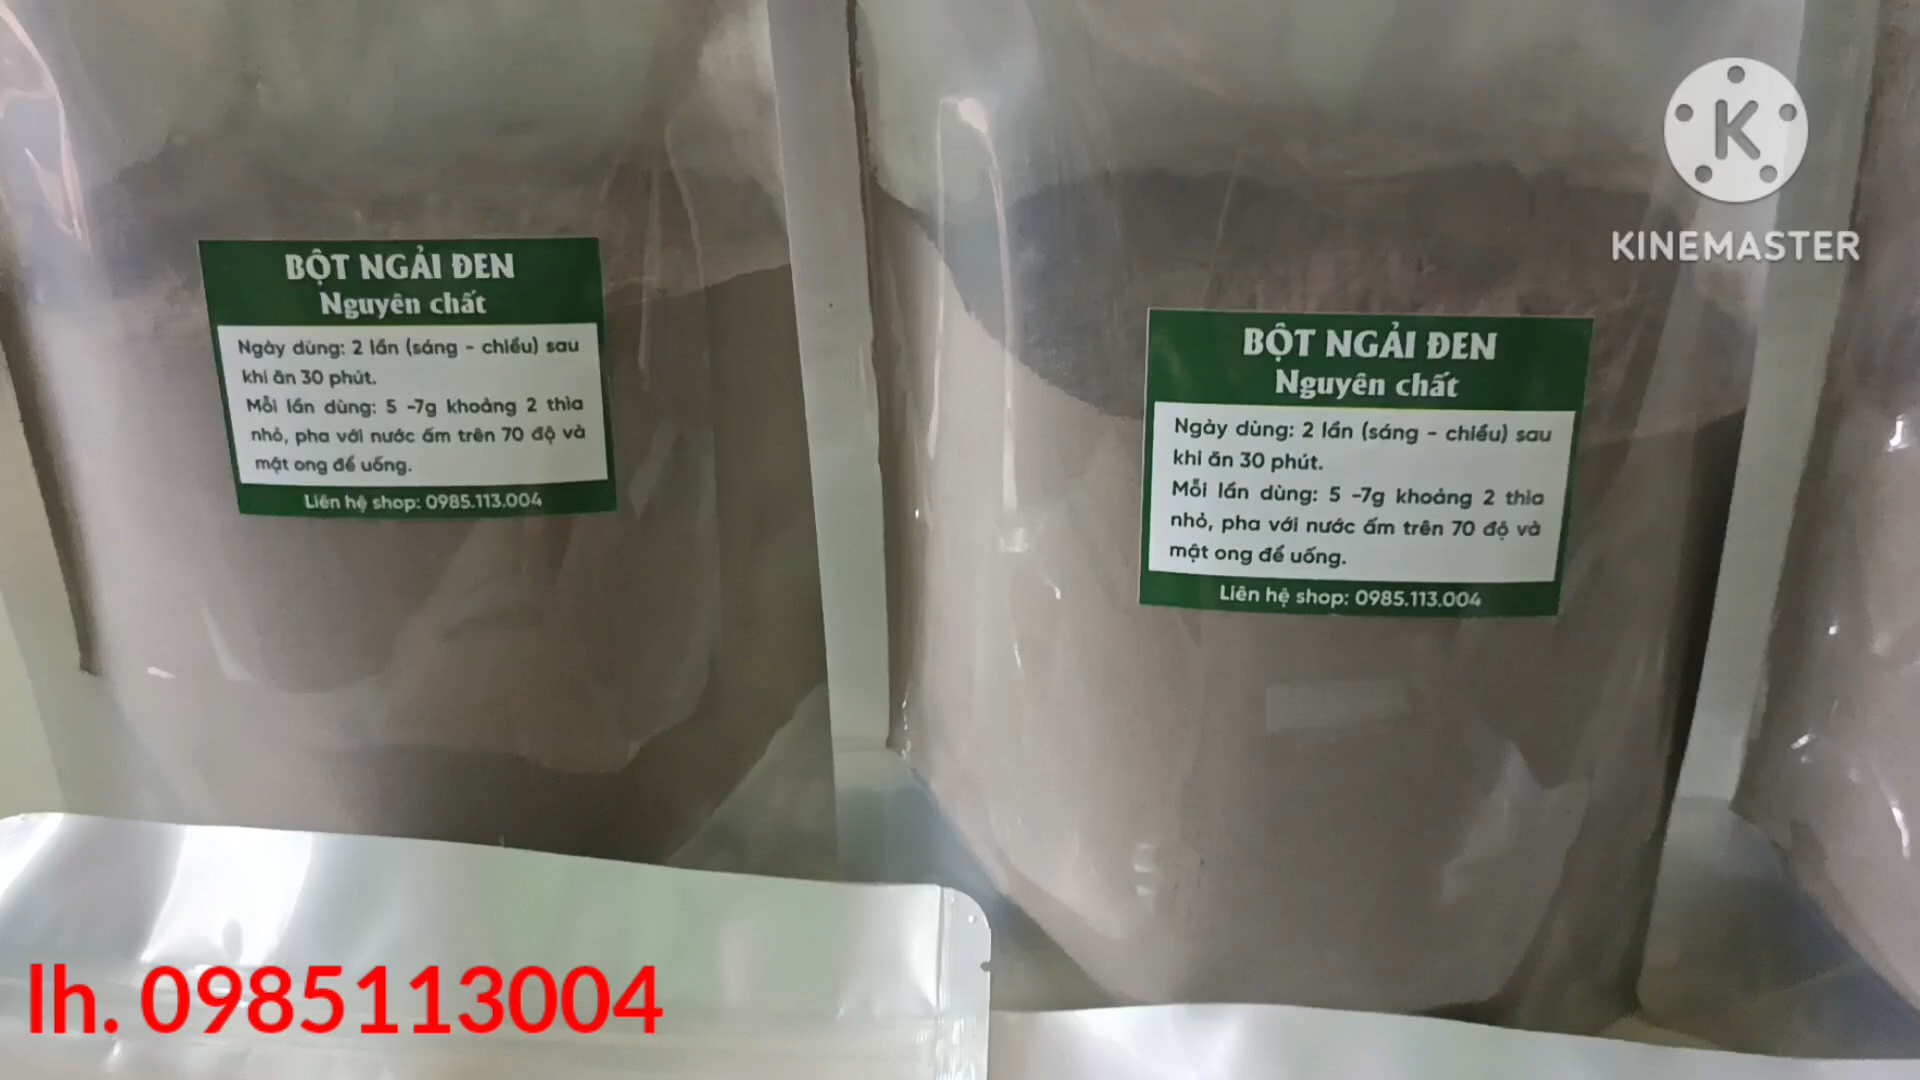 BỘT NGẢI ĐEN
Nguyên chất
Ngày dùng: 2 lần (sáng - chiều) sau
khi ăn 30 phút.
Mỗi lần dùng: 5 -7g khoảng 2 thìa
nhỏ, pha với nước ấm trên 70 độ và
mật ong để uống.
Liên hệ shop: 0985.113.004
BỘT NGẢI ĐEN
Nguyên chất
Ngày dùng: 2 lần (sáng - chiều) sau
khi ăn 30 phút.
Mỗi lần dùng: 5 -7g khoảng 2 thìa
nhỏ, pha với nước ấm trên 70 độ và
mật ong để uống.
Liên hệ shop: 0985.113.004
K
KINEMASTER
lh. 0985113004